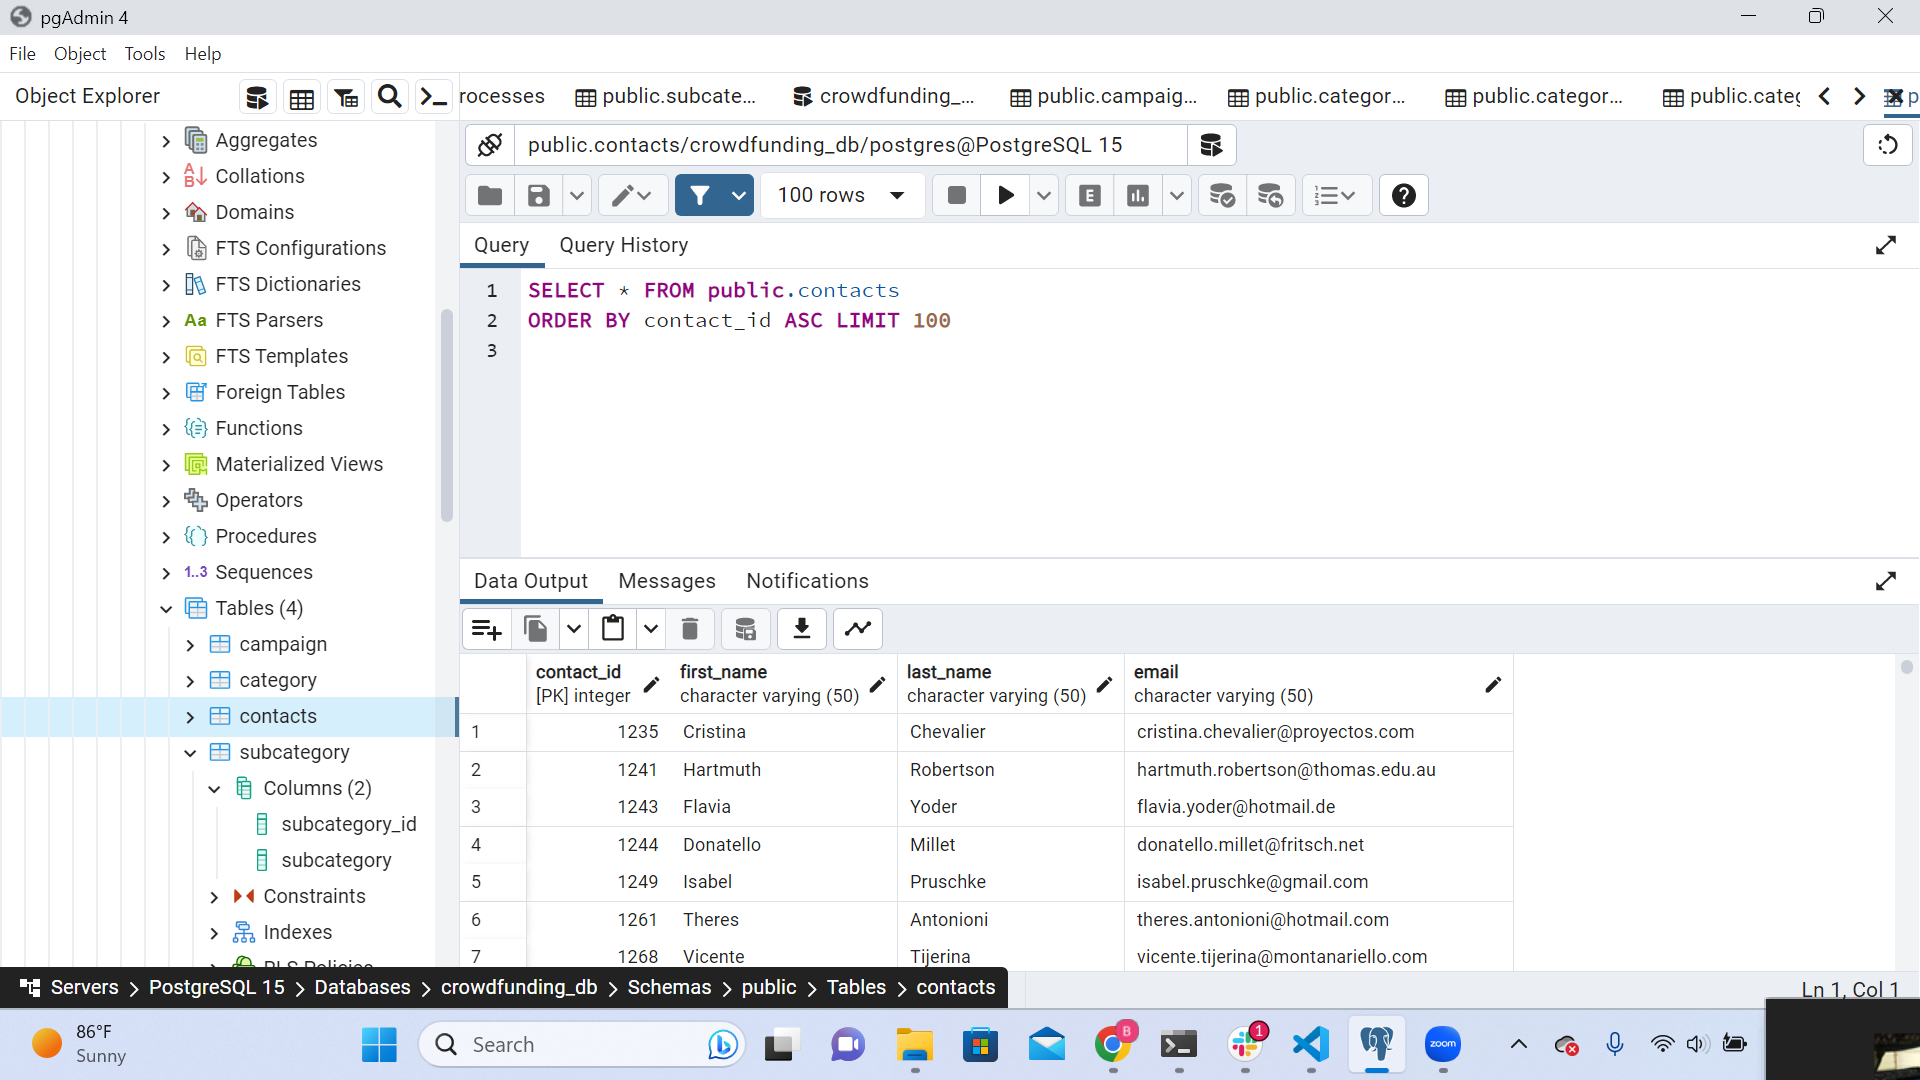 pgAdmin 4
File Object Tools Help
Object Explorer
rocesses public.subcate... crowdfunding_... public.campaig... public.categor... public.categor... public.cate
public.contacts/crowdfunding_db/postgres@PostgreSQL 15
100 rows
E
Query Query History
1 SELECT * FROM public.contacts
2 ORDER BY contact_id ASC LIMIT 100
3
Aggregates
Collations
Domains
FTS Configurations
FTS Dictionaries
Aa FTS Parsers
FTS Templates
Foreign Tables
Functions
Materialized Views
Operators
Procedures
1..3 Sequences
Tables (4)
campaign
category
contacts
subcategory
Columns (2)
subcategory_id
subcategory
Constraints
Indexes
RLS Policies
Data Output Messages Notifications
contact_id first_name last_name email
[PK] integer character varying (50) character varying (50) character varying (50)
1 1235 Cristina Chevalier cristina.chevalier@proyectos.com
2 1241 Hartmuth Robertson hartmuth.robertson@thomas.edu.au
3 1243 Flavia Yoder flavia.yoder@hotmail.de
4 1244 Donatello Millet donatello.millet@fritsch.net
5 1249 Isabel Pruschke isabel.pruschke@gmail.com
6 1261 Theres Antonioni theres.antonioni@hotmail.com
7 1268 Vicente Tijerina vicente.tijerina@montanariello.com
Servers > PostgreSQL 15 > Databases > crowdfunding_db > Schemas > public > Tables > contacts
Ln 1, Col 1
86°F
Sunny
Search
B
1
zoom